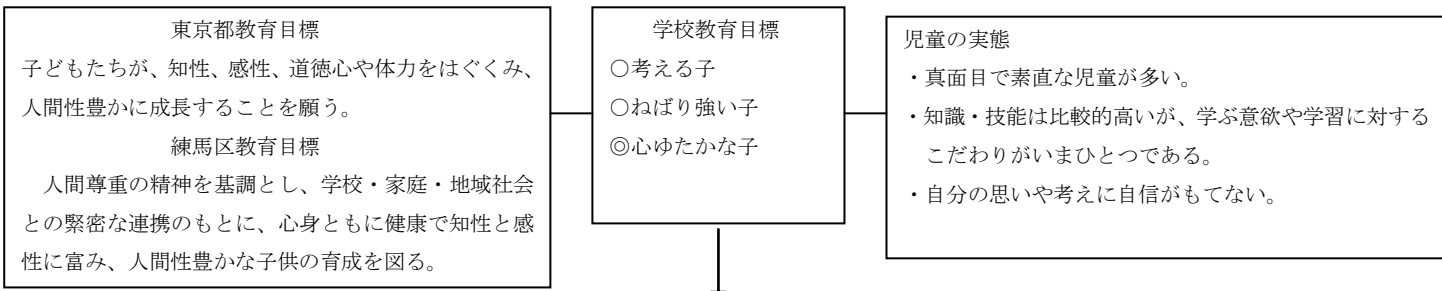 東京都教育目標
子どもたちが、知性、感性、道徳心や体力をはぐくみ、
人間性豊かに成長することを願う。
練馬区教育目標
人間尊重の精神を基調とし、学校・家庭・地域社会
との緊密な連携のもとに、心身ともに健康で知性と感
性に富み、人間性豊かな子供の育成を図る。
学校教育目標
○考える子
○ねばり強い子
◎心ゆたかな子
児童の実態
・真面目で素直な児童が多い。
・知識・技能は比較的高いが、学ぶ意欲や学習に対する
こだわりがいまひとつである。
・自分の思いや考えに自信がもてない。